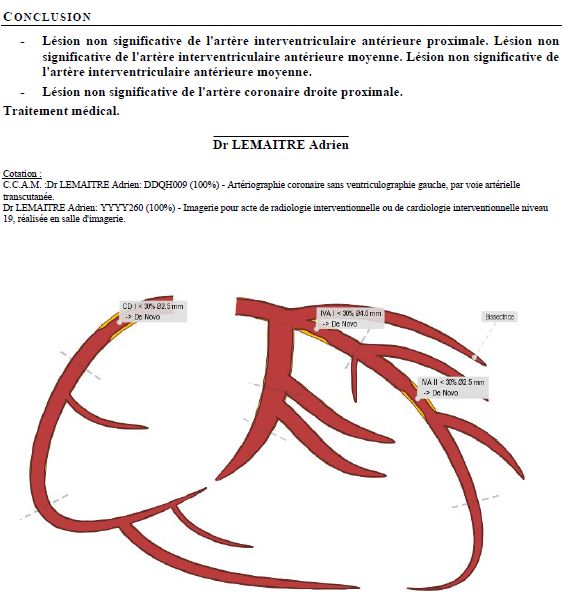 CONCLUSION
- Lésion non significative de l'artère interventriculaire antérieure proximale. Lésion non
significative de l'artère interventriculaire antérieure moyenne. Lésion non significative de
l'artère interventriculaire antérieure moyenne.
- Lésion non significative de l'artère coronaire droite proximale.
Traitement médical.
Dr LEMAITRE Adrien
Cotation :
C.C.A.M. :Dr LEMAITRE Adrien: DDQH009 (100%) - Artériographie coronaire sans ventriculographie gauche, par voie artérielle
transcutanée.
Dr LEMAITRE Adrien: YYYY260 (100%) - Imagerie pour acte de radiologie interventionnelle ou de cardiologie interventionnelle niveau
19, réalisée en salle d'imagerie.
CD I < 30% Ø2.5 mm
-> De Novo
IVA I < 30% Ø4.0 mm
-> De Novo
Bissectrice
IVA II < 30% Ø2.5 mm
-> De Novo